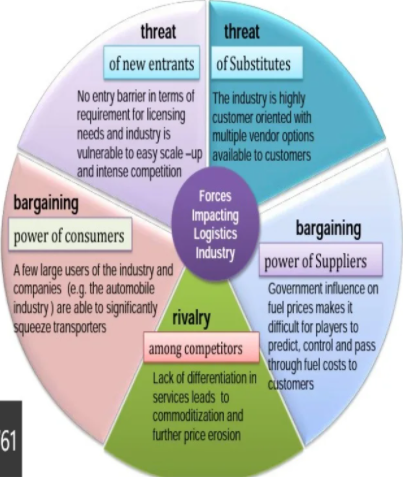 threat
of new entrants
No entry barrier in terms of
requirement for licensing
needs and industry is
vulnerable to easy scale –up
and intense competition
threat
of Substitutes
The industry is highly
customer oriented with
multiple vendor options
available to customers
bargaining
power of consumers
A few large users of the industry and
companies (e.g. the automobile
industry ) are able to significantly
squeeze transporters
Forces
Impacting
Logistics
Industry
bargaining
power of Suppliers
Government influence on
fuel prices makes it
difficult for players to
predict, control and pass
through fuel costs to
customers
rivalry
among competitors
Lack of differentiation in
services leads to
commoditization and
further price erosion
61